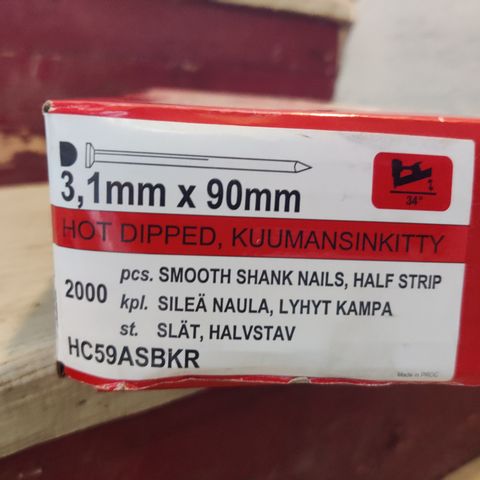 3,1mm x 90mm
34°
HOT DIPPED, KUUMANSINKITTY
2000
pcs. SMOOTH SHANK NAILS, HALF STRIP
kpl. SILEÄ NAULA, LYHYT KAMPA
st. SLÄT, HALVSTAV
HC59ASBKR
Made in PROC